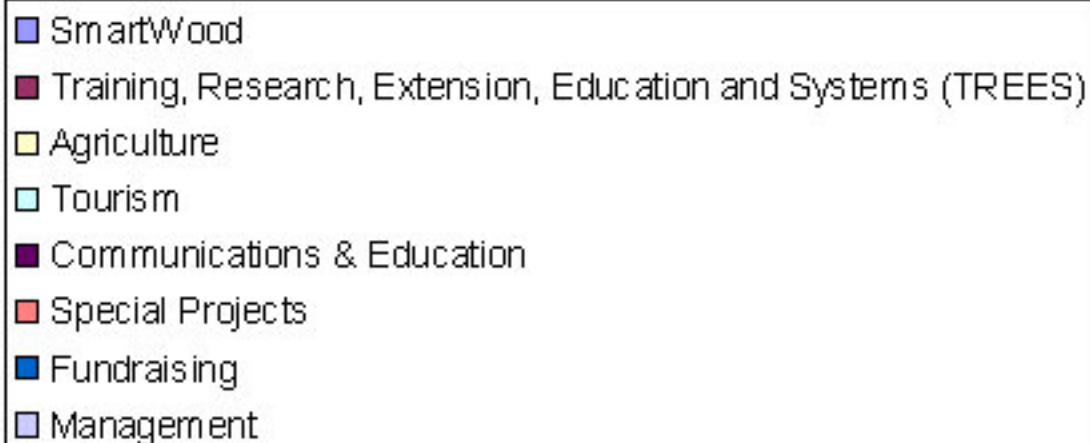 SmartWood
Training, Research, Extension, Education and Systems (TREES)
Agriculture
Tourism
Communications & Education
Special Projects
Fundraising
Management